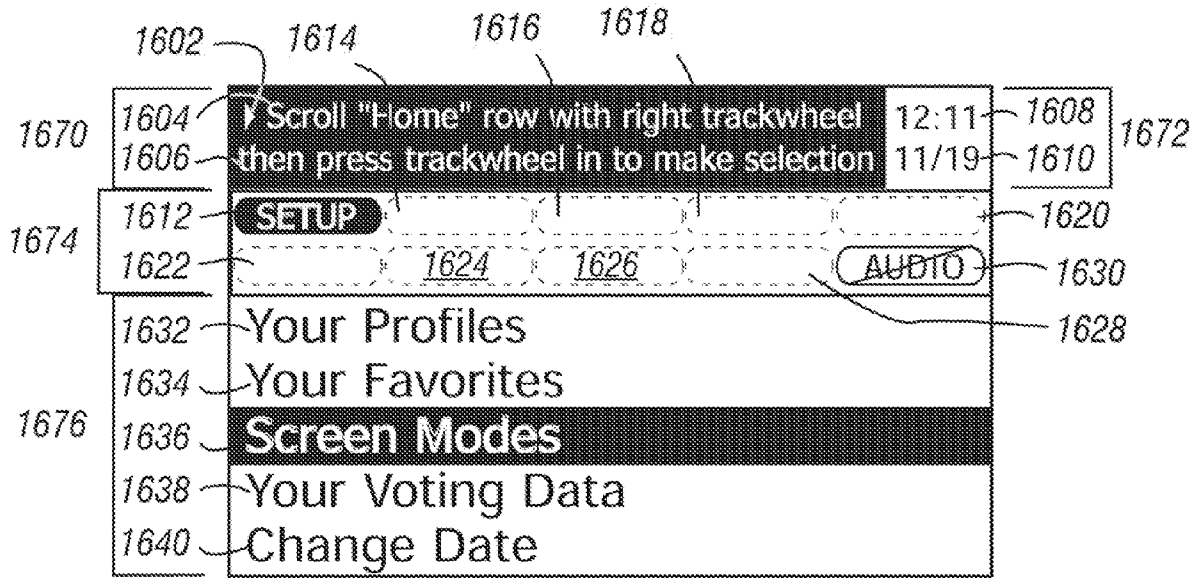 1602 1614 1616 1618
1670 1604 Scroll "Home" row with right trackwheel 12:11 1608 1672
1606 then press trackwheel in to make selection 11/19 1610
1674 1612 SETUP 1620
1622 1624 1626 AUDIO 1630
1632 Your Profiles 1628
1634 Your Favorites
1676 1636 Screen Modes
1638 Your Voting Data
1640 Change Date